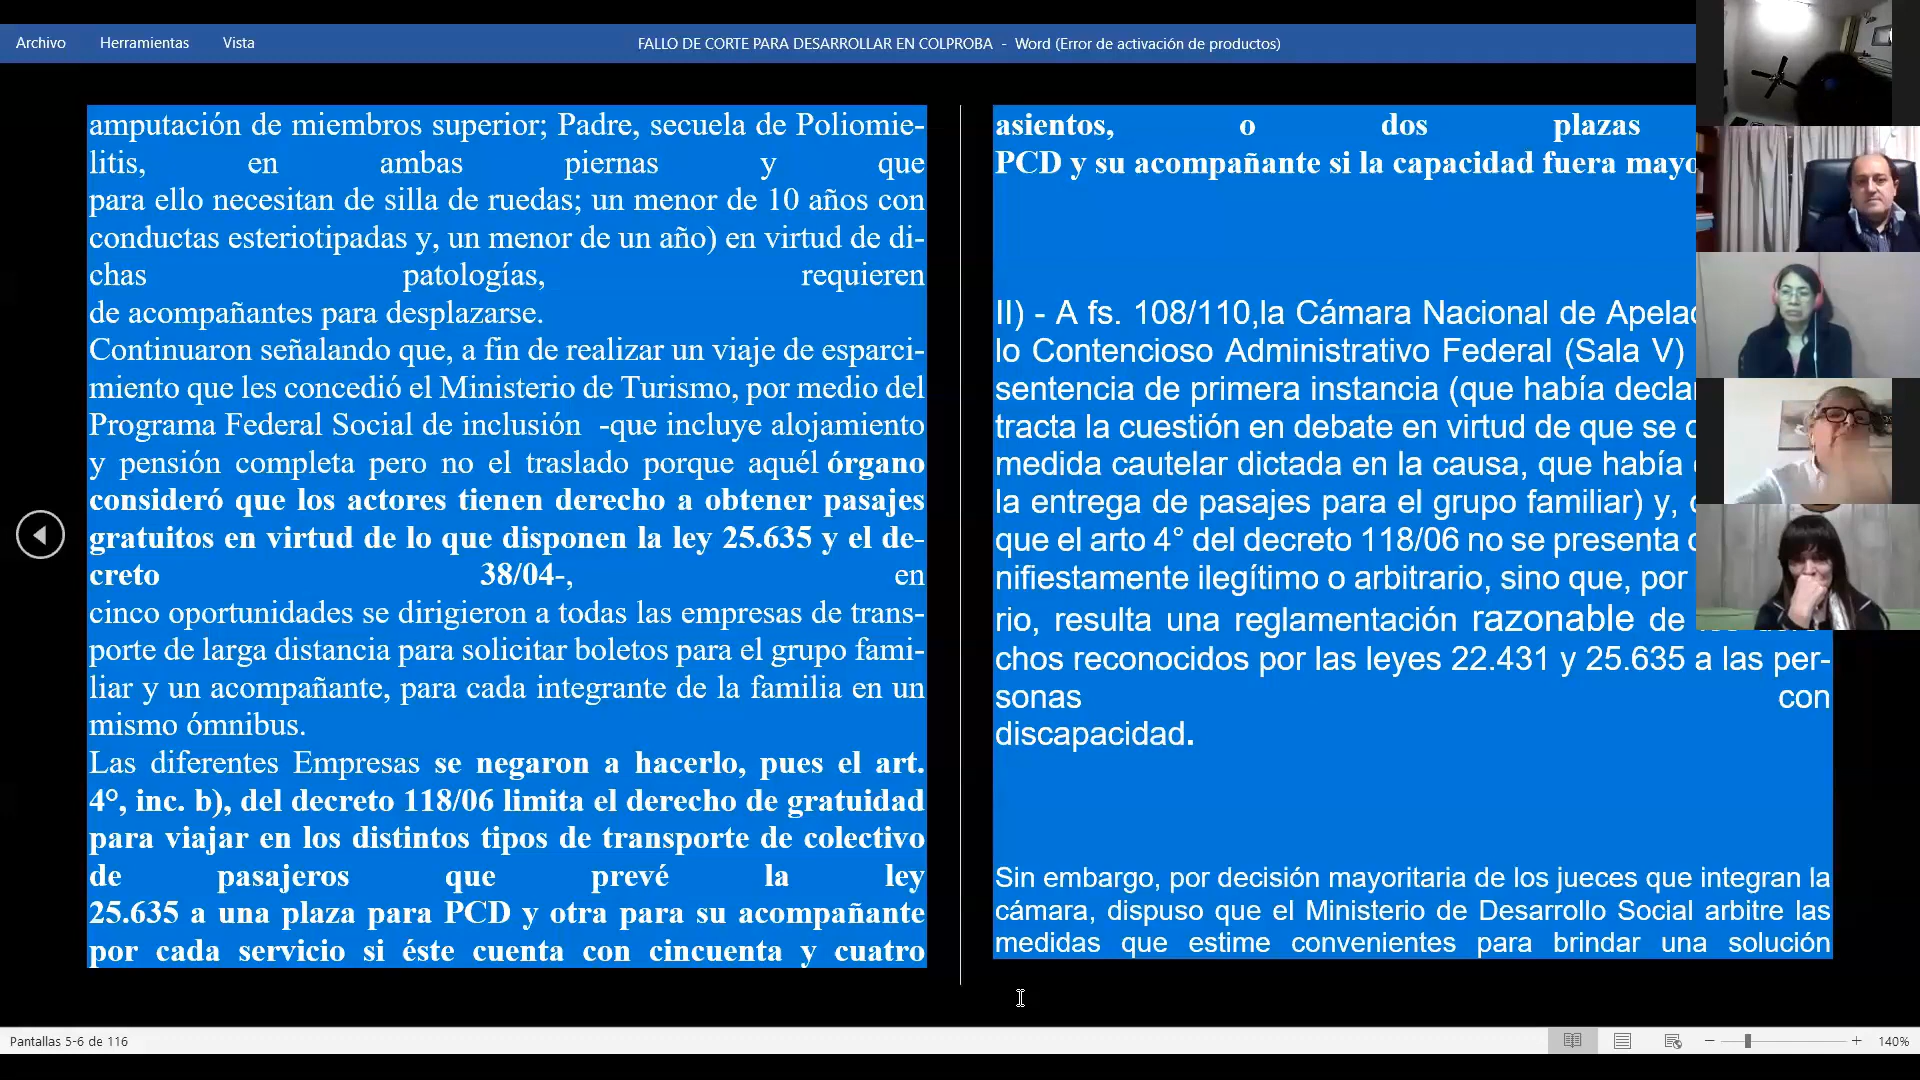 Archivo Herramientas Vista
FALLO DE CORTE PARA DESARROLLAR EN COLPROBA - Word (Error de activación de productos)
amputación de miembros superior; Padre, secuela de Poliomie-
litis, en ambas piernas y que
para ello necesitan de silla de ruedas; un menor de 10 años con
conductas esteriotipadas y, un menor de un año) en virtud de di-
chas patologías, requieren
de acompañantes para desplazarse.
Continuaron señalando que, a fin de realizar un viaje de esparci-
miento que les concedió el Ministerio de Turismo, por medio del
Programa Federal Social de inclusión -que incluye alojamiento
y pensión completa pero no el traslado porque aquél órgano
consideró que los actores tienen derecho a obtener pasajes
gratuitos en virtud de lo que disponen la ley 25.635 y el de-
creto 38/04-, en
cinco oportunidades se dirigieron a todas las empresas de trans-
porte de larga distancia para solicitar boletos para el grupo fami-
liar y un acompañante, para cada integrante de la familia en un
mismo ómnibus.
Las diferentes Empresas se negaron a hacerlo, pues el art.
4°, inc. b), del decreto 118/06 limita el derecho de gratuidad
para viajar en los distintos tipos de transporte de colectivo
de pasajeros que prevé la ley
25.635 a una plaza para PCD y otra para su acompañante
por cada servicio si éste cuenta con cincuenta y cuatro
asientos, o dos plazas
PCD y su acompañante si la capacidad fuera mayo
II) - A fs. 108/110,la Cámara Nacional de Apelac
lo Contencioso Administrativo Federal (Sala V)
sentencia de primera instancia (que había declar
tracta la cuestión en debate en virtud de que se
medida cautelar dictada en la causa, que había
la entrega de pasajes para el grupo familiar) y,
que el arto 4° del decreto 118/06 no se presenta
nifiestamente ilegítimo o arbitrario, sino que, por
rio, resulta una reglamentación razonable de
chos reconocidos por las leyes 22.431 y 25.635 a las per-
sonas con
discapacidad.
Sin embargo, por decisión mayoritaria de los jueces que integran la
cámara, dispuso que el Ministerio de Desarrollo Social arbitre las
medidas que estime convenientes para brindar una solución
Pantallas 5-6 de 116
140%